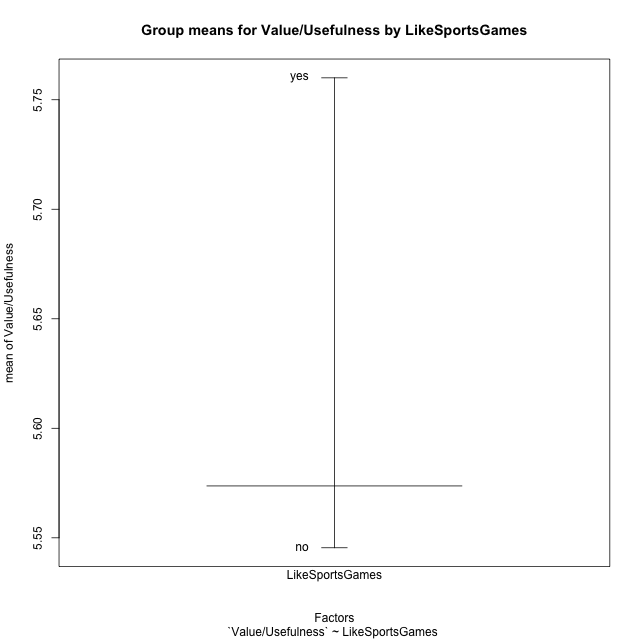 Group means for Value/Usefulness by LikeSportsGames
mean of Value/Usefulness
5.75
5.70
5.65
5.60
5.55
yes
no
LikeSportsGames
Factors
`Value/Usefulness` ~ LikeSportsGames